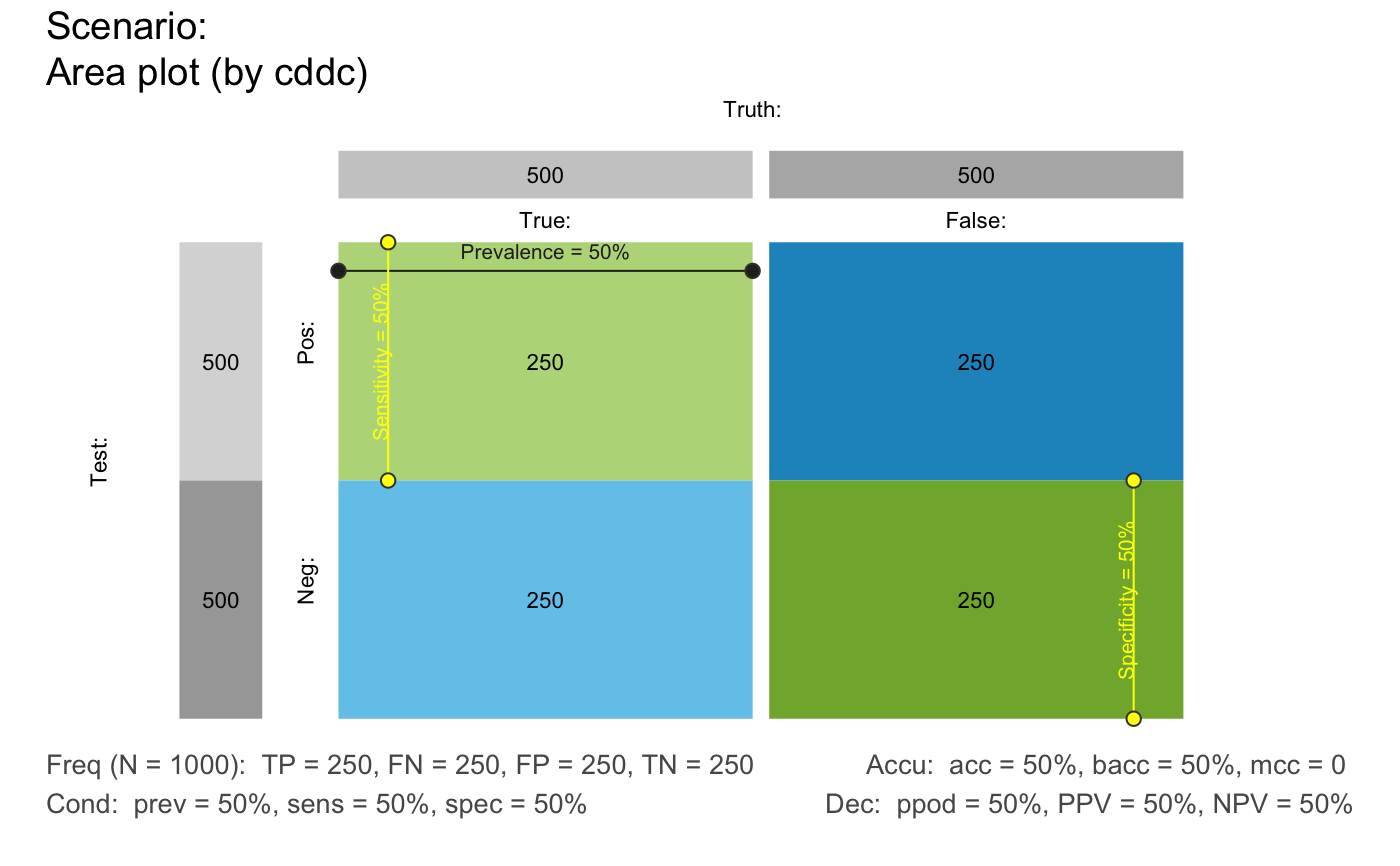 Scenario:
Area plot (by cddc)
Truth:
500
500
True:
False:
Prevalence = 50%
Test:
500
Pos:
Sensitivity = 50%
250
250
500
Neg:
250
250
Specificity = 50%
Freq (N = 1000):  TP = 250, FN = 250, FP = 250, TN = 250
Accu:  acc = 50%, bacc = 50%, mcc = 0
Cond:  prev = 50%, sens = 50%, spec = 50%
Dec:  ppod = 50%, PPV = 50%, NPV = 50%